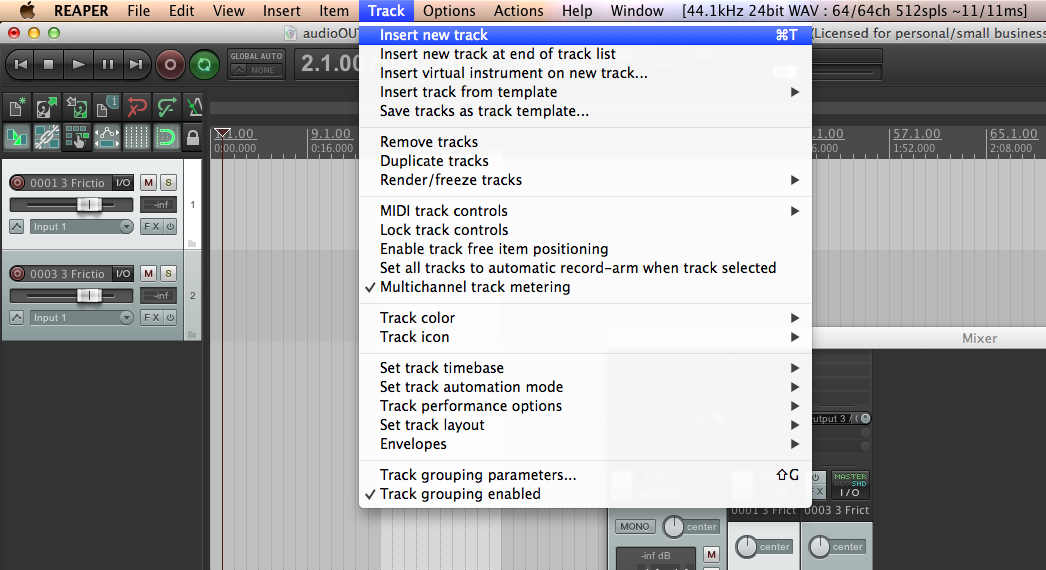 REAPER File Edit View Insert Item Track Options Actions Help Window [44.1kHz 24bit WAV : 64/64ch 512spls ~11/11ms]
audioOU
(Licensed for personal/small business
GLOBAL AUTO
NONE
2.1.00
Insert new track ⌘T
Insert new track at end of track list
Insert virtual instrument on new track...
Insert track from template
Save tracks as track template...
Remove tracks
Duplicate tracks
Render/freeze tracks
MIDI track controls
Lock track controls
Enable track free item positioning
Set all tracks to automatic record-arm when track selected
✓ Multichannel track metering
Track color
Track icon
Set track timebase
Set track automation mode
Track performance options
Set track layout
Envelopes
Track grouping parameters... ⇧G
✓ Track grouping enabled
1.1.00 9.1.00 .1.00 57.1.00 65.1.00
0:00.000 0:16.000 6.000 1:52.000 2:08.000
0001 3 Frictio I/O M S
-inf 1
Input 1 FX
0003 3 Frictio I/O M S
-inf 2
Input 1 FX
Mixer
utput 3 /
MASTER
SND
FX I/O
0001 3 Frict 0003 3 Frict
MONO center
center center
-inf dB M